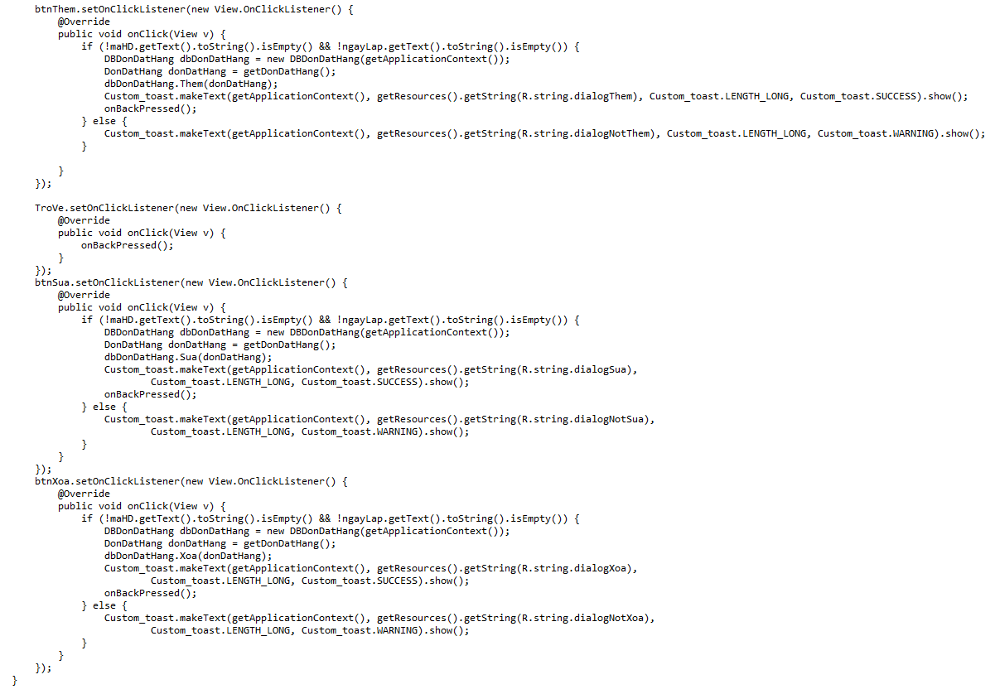 btnThem.setOnClickListener(new View.OnClickListener() {
@Override
public void onClick(View v) {
if (!maHD.getText().toString().isEmpty() && !ngayLap.getText().toString().isEmpty()) {
DBDonDatHang dbDonDatHang = new DBDonDatHang(getApplicationContext());
DonDatHang donDatHang = getDonDatHang();
dbDonDatHang.Them(donDatHang);
Custom_toast.makeText(getApplicationContext(), getResources().getString(R.string.dialogThem), Custom_toast.LENGTH_LONG, Custom_toast.SUCCESS).show();
onBackPressed();
} else {
Custom_toast.makeText(getApplicationContext(), getResources().getString(R.string.dialogNotThem), Custom_toast.LENGTH_LONG, Custom_toast.WARNING).show();
}
}
});
TroVe.setOnClickListener(new View.OnClickListener() {
@Override
public void onClick(View v) {
onBackPressed();
}
});
btnSua.setOnClickListener(new View.OnClickListener() {
@Override
public void onClick(View v) {
if (!maHD.getText().toString().isEmpty() && !ngayLap.getText().toString().isEmpty()) {
DBDonDatHang dbDonDatHang = new DBDonDatHang(getApplicationContext());
DonDatHang donDatHang = getDonDatHang();
dbDonDatHang.Sua(donDatHang);
Custom_toast.makeText(getApplicationContext(), getResources().getString(R.string.dialogSua),
Custom_toast.LENGTH_LONG, Custom_toast.SUCCESS).show();
onBackPressed();
} else {
Custom_toast.makeText(getApplicationContext(), getResources().getString(R.string.dialogNotSua),
Custom_toast.LENGTH_LONG, Custom_toast.WARNING).show();
}
}
});
btnXoa.setOnClickListener(new View.OnClickListener() {
@Override
public void onClick(View v) {
if (!maHD.getText().toString().isEmpty() && !ngayLap.getText().toString().isEmpty()) {
DBDonDatHang dbDonDatHang = new DBDonDatHang(getApplicationContext());
DonDatHang donDatHang = getDonDatHang();
dbDonDatHang.Xoa(donDatHang);
Custom_toast.makeText(getApplicationContext(), getResources().getString(R.string.dialogXoa),
Custom_toast.LENGTH_LONG, Custom_toast.SUCCESS).show();
onBackPressed();
} else {
Custom_toast.makeText(getApplicationContext(), getResources().getString(R.string.dialogNotXoa),
Custom_toast.LENGTH_LONG, Custom_toast.WARNING).show();
}
}
});
}